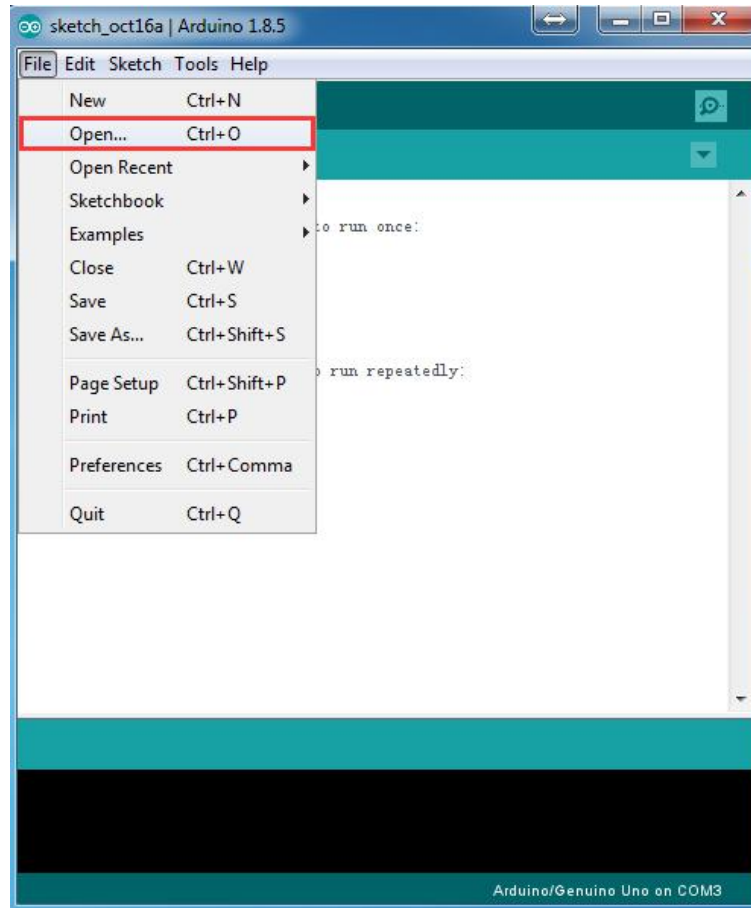 sketch_oct16a | Arduino 1.8.5
File Edit Sketch Tools Help
New Ctrl+N
Open... Ctrl+O
Open Recent
Sketchbook
Examples
Close Ctrl+W
Save Ctrl+S
Save As... Ctrl+Shift+S
Page Setup Ctrl+Shift+P
Print Ctrl+P
Preferences Ctrl+Comma
Quit Ctrl+Q
to run once:
run repeatedly:
Arduino/Genuino Uno on COM3